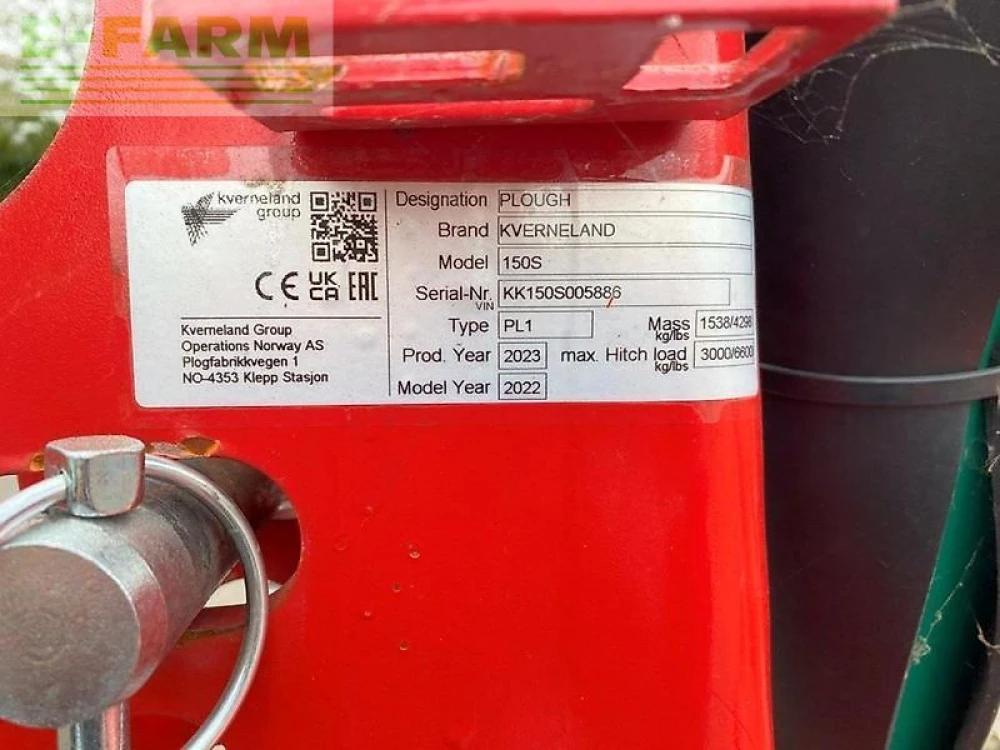 FARM
kverneland
group
CE UK CA EAC
Kverneland Group
Operations Norway AS
Plogfabrikkvegen 1
NO-4353 Klepp Stasjon
Designation PLOUGH
Brand KVERNELAND
Model 150S
Serial-Nr. KK150S005886
VIN
Type PL1 Mass 1538/4298
kg/lbs
Prod. Year 2023 max. Hitch load 3000/6600
kg/lbs
Model Year 2022